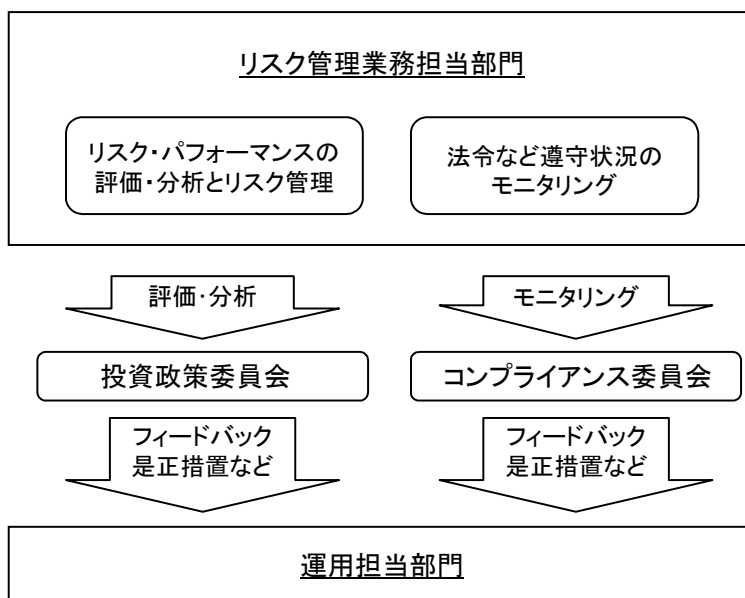 リスク管理業務担当部門
リスク・パフォーマンスの
評価・分析とリスク管理
法令など遵守状況の
モニタリング
評価・分析
モニタリング
投資政策委員会
コンプライアンス委員会
フィードバック
是正措置など
フィードバック
是正措置など
運用担当部門